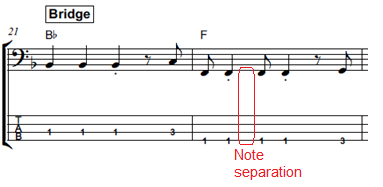 Bridge
21
B♭
F
T
A
B
1 1 1 3
1 1 1 1 3
Note
separation